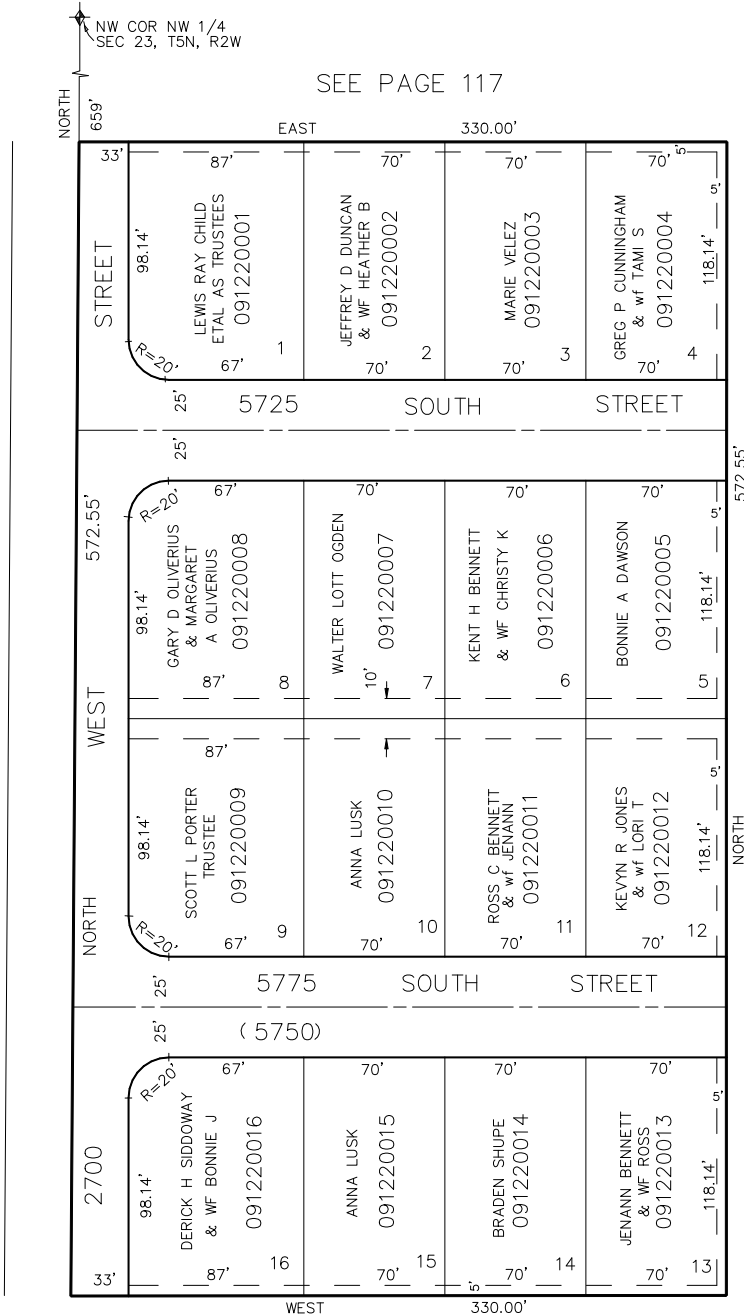 NW COR NW 1/4
SEC 23, T5N, R2W
SEE PAGE 117
NORTH
659'
EAST
330.00'
33'
87'
70'
70'
70'
5'
STREET
98.14'
LEWIS RAY CHILD
ETAL AS TRUSTEES
091220001
1
R=20'
67'
JEFFREY D DUNCAN
& WF HEATHER B
091220002
2
70'
MARIE VELEZ
091220003
3
70'
GREG P CUNNINGHAM
& wf TAMI S
091220004
4
70'
5'
118.14'
25'
5725 SOUTH STREET
25'
572.55'
572.55'
R=20'
67'
70'
70'
70'
98.14'
GARY D OLIVERIUS
& MARGARET
A OLIVERIUS
091220008
87'
8
WALTER LOTT OGDEN
091220007
10'
7
KENT H BENNETT
& WF CHRISTY K
091220006
6
BONNIE A DAWSON
091220005
5
5'
118.14'
WEST
87'
98.14'
SCOTT L PORTER
TRUSTEE
091220009
9
R=20'
67'
ANNA LUSK
091220010
10
70'
ROSS C BENNETT
& wf JENANN
091220011
11
70'
KEVYN R JONES
& wf LORI T
091220012
12
70'
5'
118.14'
NORTH
NORTH
25'
5775 SOUTH STREET
25'
(5750)
R=20'
67'
70'
70'
70'
5'
2700
98.14'
DERICK H SIDDOWAY
& WF BONNIE J
091220016
16
87'
ANNA LUSK
091220015
15
70'
BRADEN SHUPE
091220014
14
70'
JENANN BENNETT
& WF ROSS
091220013
13
70'
118.14'
33'
5'
WEST
330.00'